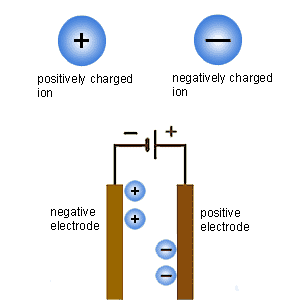 + −
positively charged ion
negatively charged ion
− +
negative electrode
positive electrode
+
+
−
−